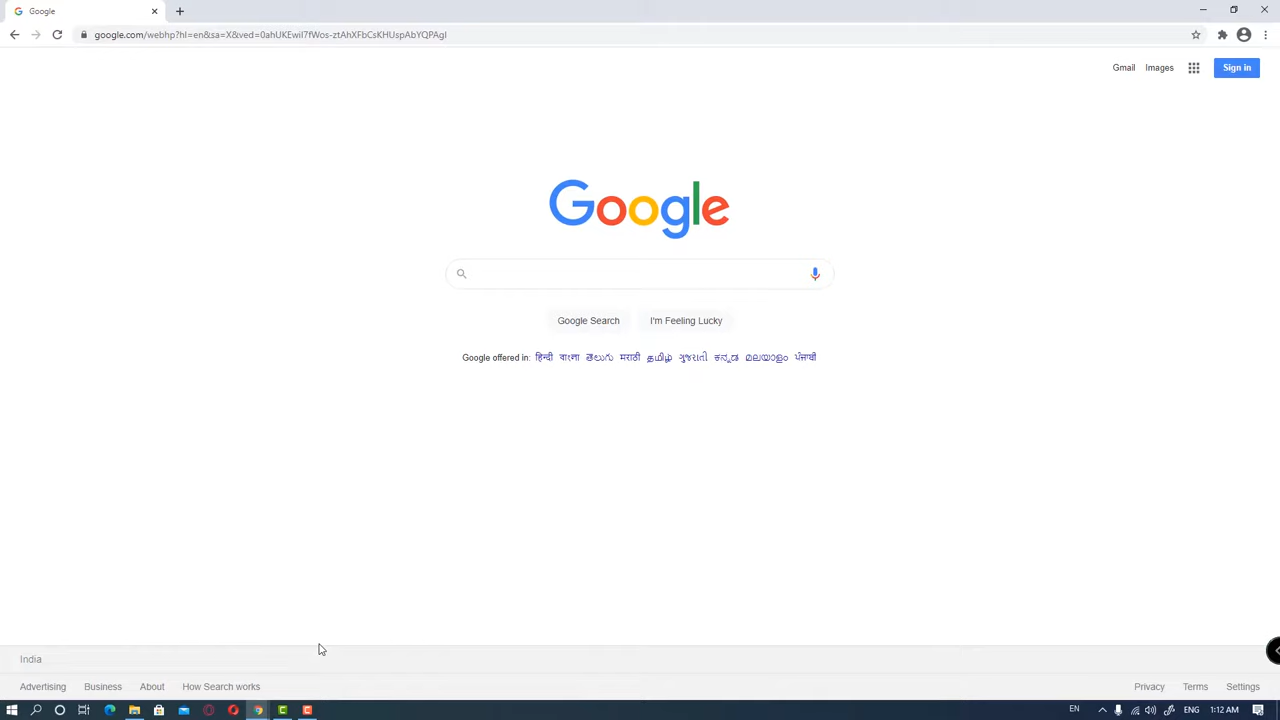 Google
google.com/webhp?hl=en&sa=X&ved=0ahUKEwiI7fWos-ztAhXFbCsKHUspAbYQPAgI
Gmail Images Sign in
Google
Google Search I'm Feeling Lucky
Google offered in: हिन्दी বাংলা తెలుగు मराठी தமிழ் ગુજરાતી ಕನ್ನಡ മലയാളം ਪੰਜਾਬੀ
India
Advertising Business About How Search works Privacy Terms Settings
EN ENG 1:12 AM